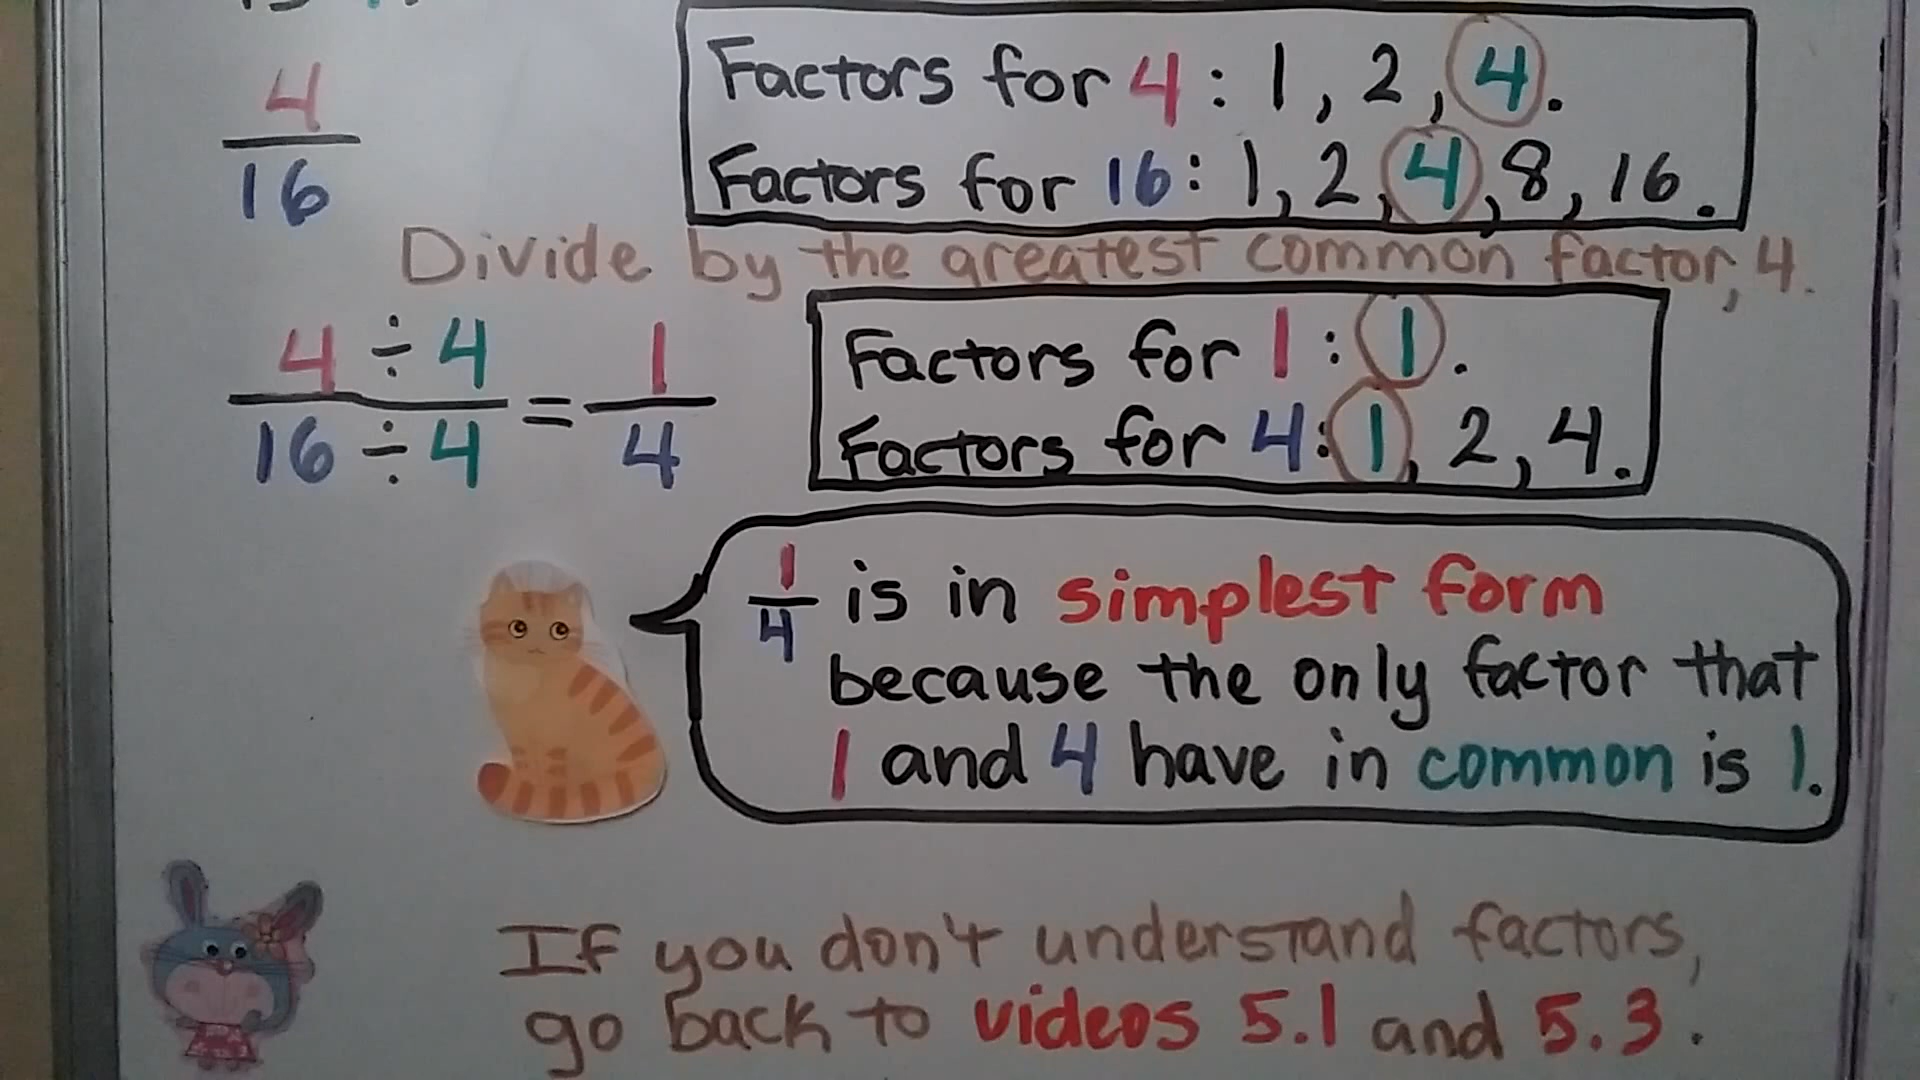 4
16
Factors for 4: 1, 2, 4.
Factors for 16: 1, 2, 4, 8, 16.
Divide by the greatest common factor, 4.
4 ÷ 4 = 1
16 ÷ 4 4
Factors for 1: 1.
Factors for 4: 1, 2, 4.
1/4 is in simplest form
because the only factor that
1 and 4 have in common is 1.
If you don't understand factors,
go back to videos 5.1 and 5.3.